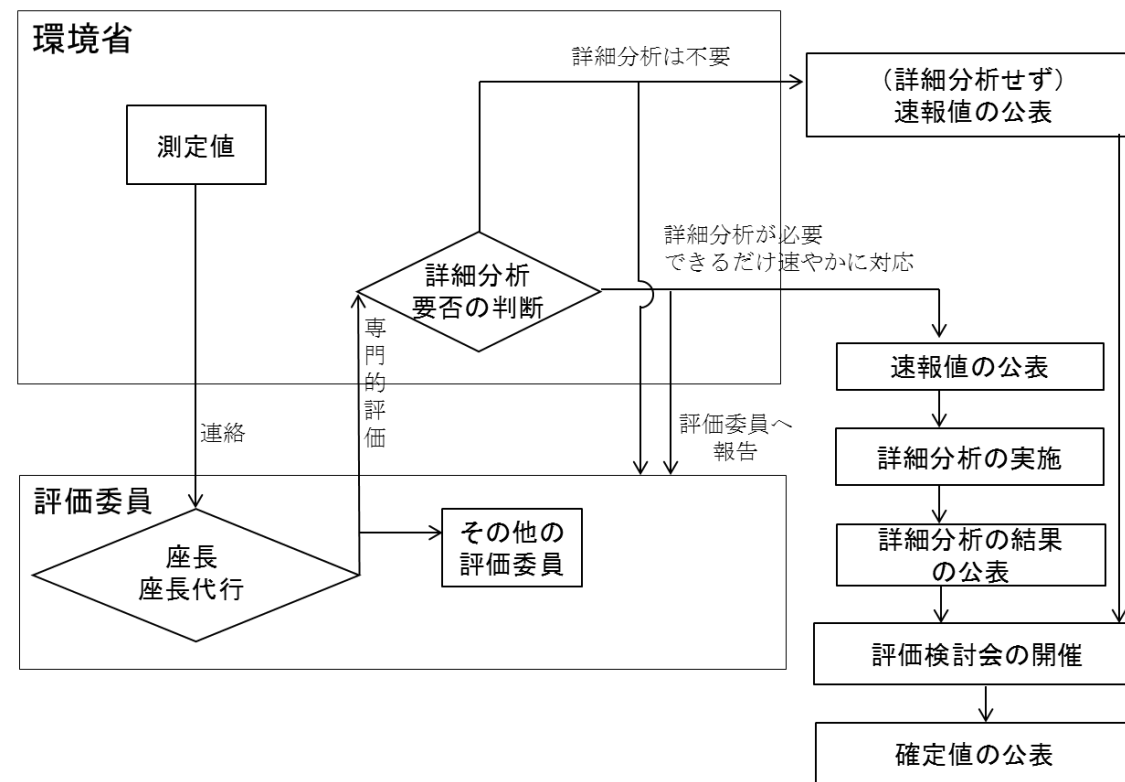 環境省
測定値
詳細分析は不要
（詳細分析せず）
速報値の公表
詳細分析
要否の判断
詳細分析が必要
できるだけ速やかに対応
専門的評価
連絡
評価委員へ
報告
速報値の公表
詳細分析の実施
詳細分析の結果
の公表
評価委員
座長
座長代行
その他の
評価委員
評価検討会の開催
確定値の公表